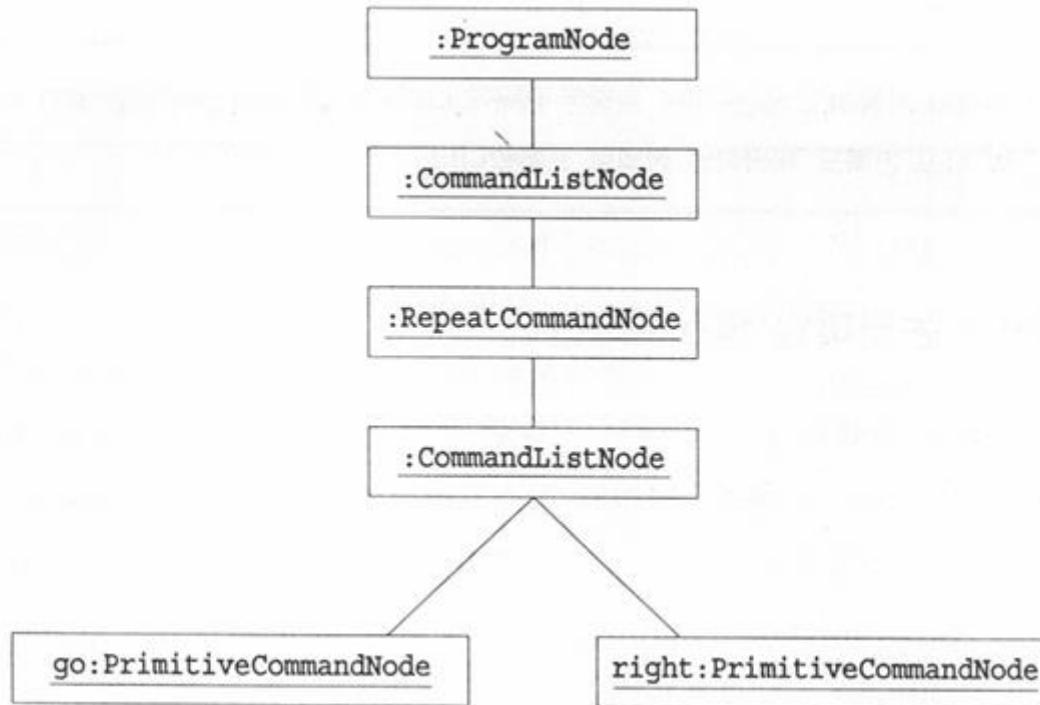 :ProgramNode
:CommandListNode
:RepeatCommandNode
:CommandListNode
go:PrimitiveCommandNode
right:PrimitiveCommandNode